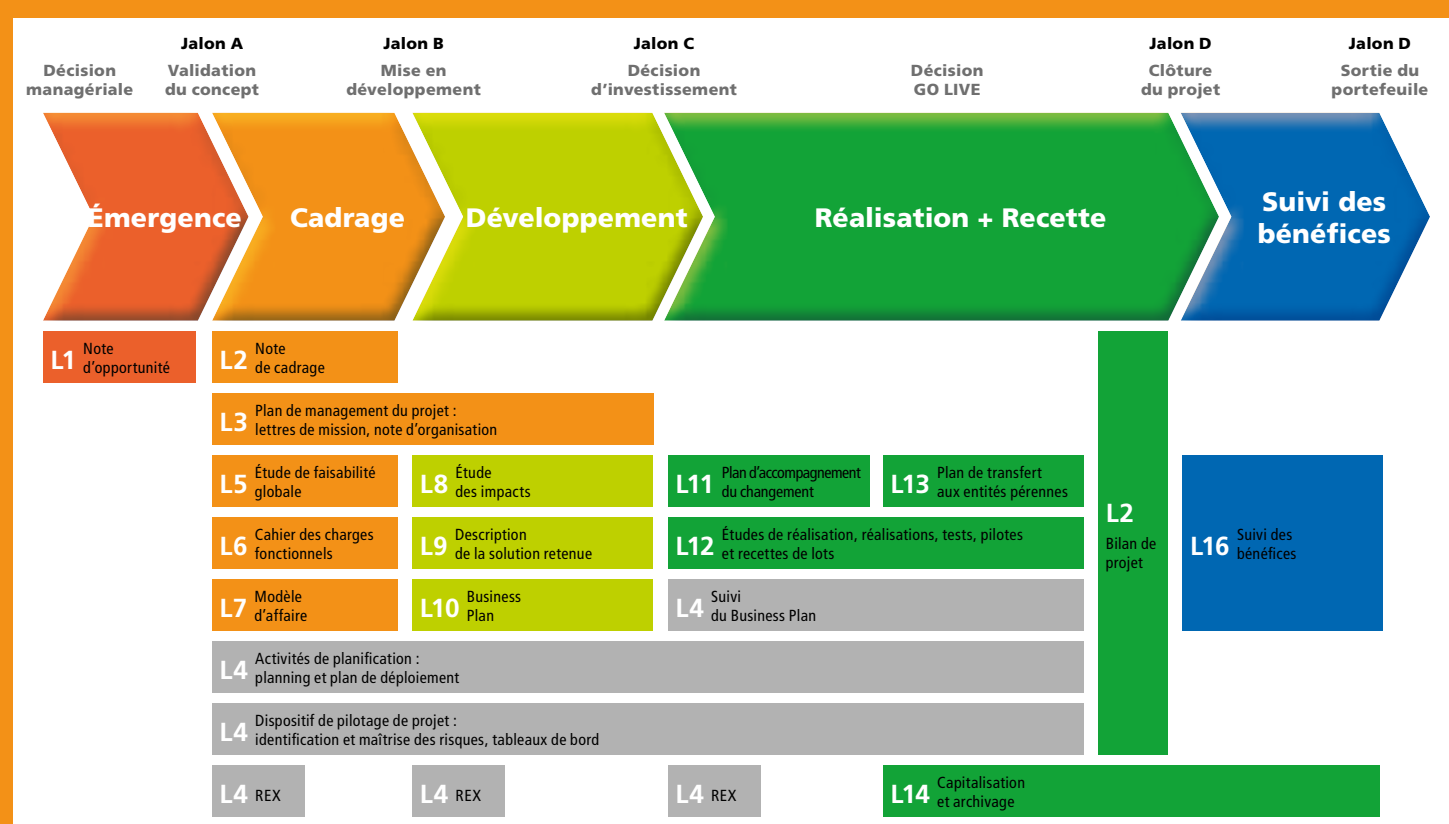 Jalon A
Jalon B
Jalon C
Jalon D
Jalon D
Décision
managériale
Validation
du concept
Mise en
développement
Décision
d'investissement
Décision
GO LIVE
Clôture
du projet
Sortie du
portefeuile
Émergence
Cadrage
Développement
Réalisation + Recette
Suivi des
bénéfices
L1 Note
d'opportunité
L2 Note
de cadrage
L3 Plan de management du projet :
lettres de mission, note d'organisation
L5 Étude de faisabilité
globale
L8 Étude
des impacts
L11 Plan d'accompagnement
du changement
L13 Plan de transfert
aux entités pérennes
L6 Cahier des charges
fonctionnels
L9 Description
de la solution retenue
L12 Études de réalisation, réalisations, tests, pilotes
et recettes de lots
L2
Bilan de
projet
L16 Suivi des
bénéfices
L7 Modèle
d'affaire
L10 Business
Plan
L4 Suivi
du Business Plan
L4 Activités de planification :
planning et plan de déploiement
L4 Dispositif de pilotage de projet :
identification et maîtrise des risques, tableaux de bord
L4 REX
L4 REX
L4 REX
L14 Capitalisation
et archivage